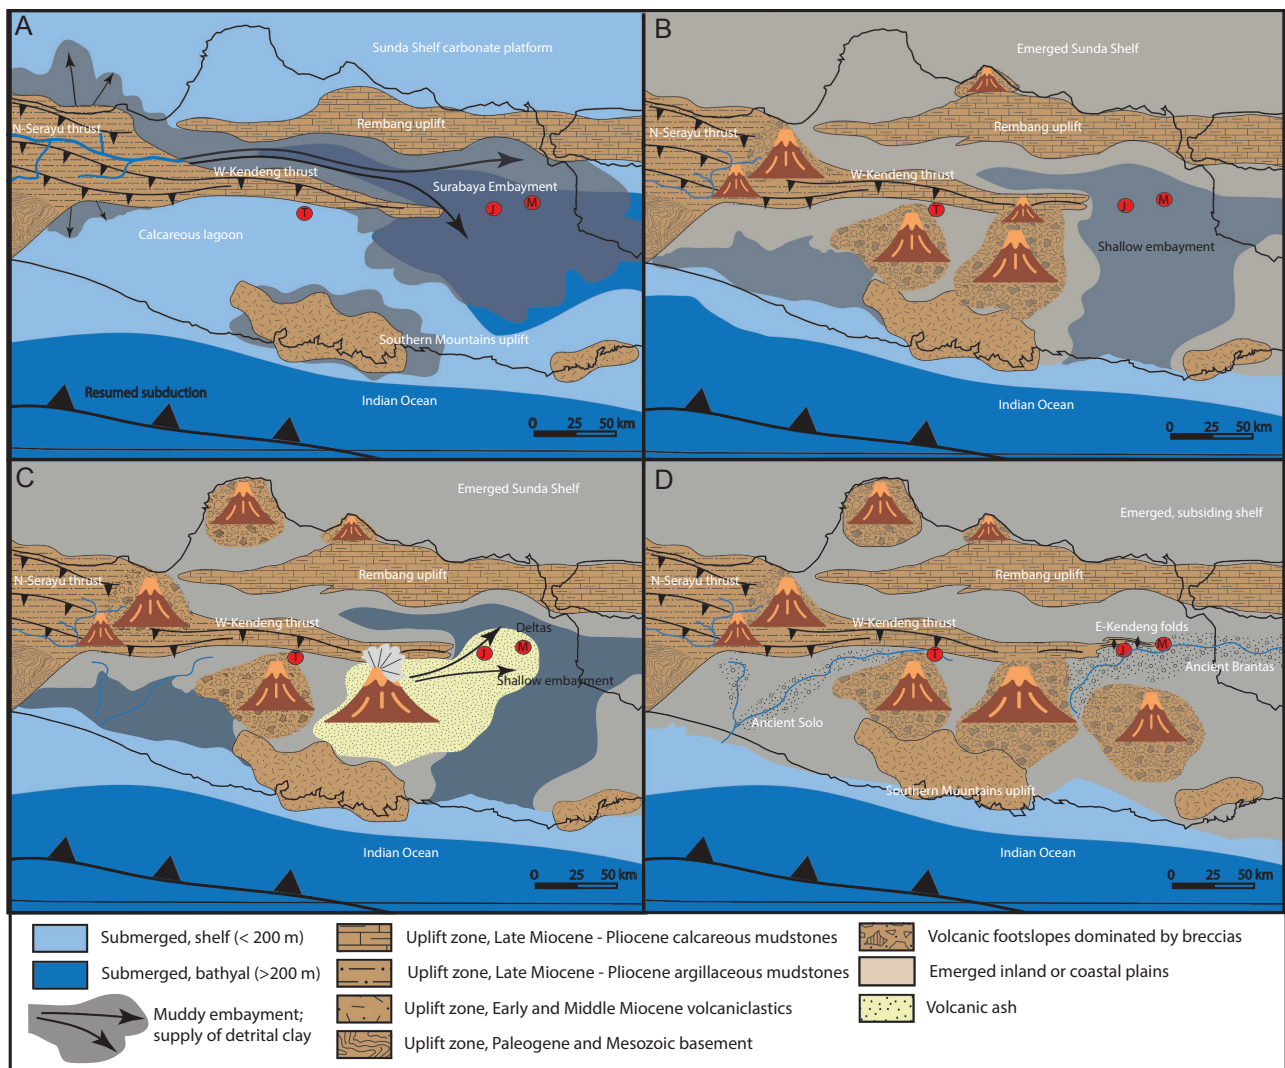 A
Sunda Shelf carbonate platform
N-Serayu thrust
Rembang uplift
W-Kendeng thrust
Surabaya Embayment
T
J
M
Calcareous lagoon
Southern Mountains uplift
Resumed subduction
Indian Ocean
0 25 50 km
B
Emerged Sunda Shelf
N-Serayu thrust
Rembang uplift
W-Kendeng thrust
T
J
M
Shallow embayment
Indian Ocean
0 25 50 km
C
Emerged Sunda Shelf
N-Serayu thrust
Rembang uplift
W-Kendeng thrust
Deltas
T
J
M
Shallow embayment
Indian Ocean
0 25 50 km
D
Emerged, subsiding shelf
N-Serayu thrust
Rembang uplift
W-Kendeng thrust
E-Kendeng folds
T
J
M
Ancient Brantas
Ancient Solo
Southern Mountains uplift
Indian Ocean
0 25 50 km
Submerged, shelf (< 200 m)
Submerged, bathyal (>200 m)
Muddy embayment;
supply of detrital clay
Uplift zone, Late Miocene - Pliocene calcareous mudstones
Uplift zone, Late Miocene - Pliocene argillaceous mudstones
Uplift zone, Early and Middle Miocene volcaniclastics
Uplift zone, Paleogene and Mesozoic basement
Volcanic footslopes dominated by breccias
Emerged inland or coastal plains
Volcanic ash